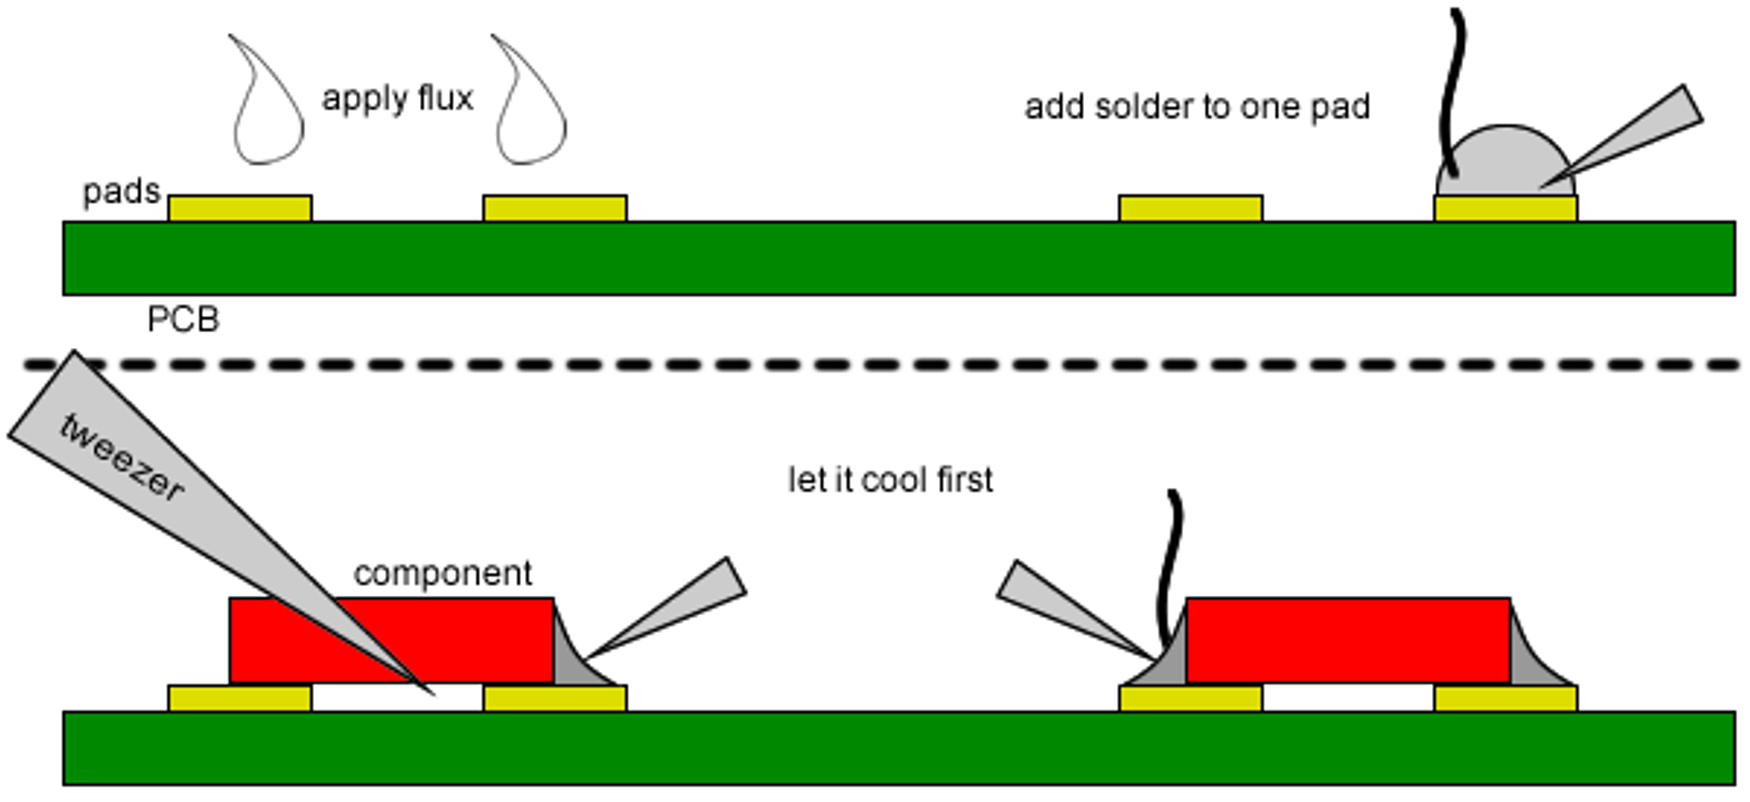 apply flux
add solder to one pad
pads
PCB
tweezer
let it cool first
component